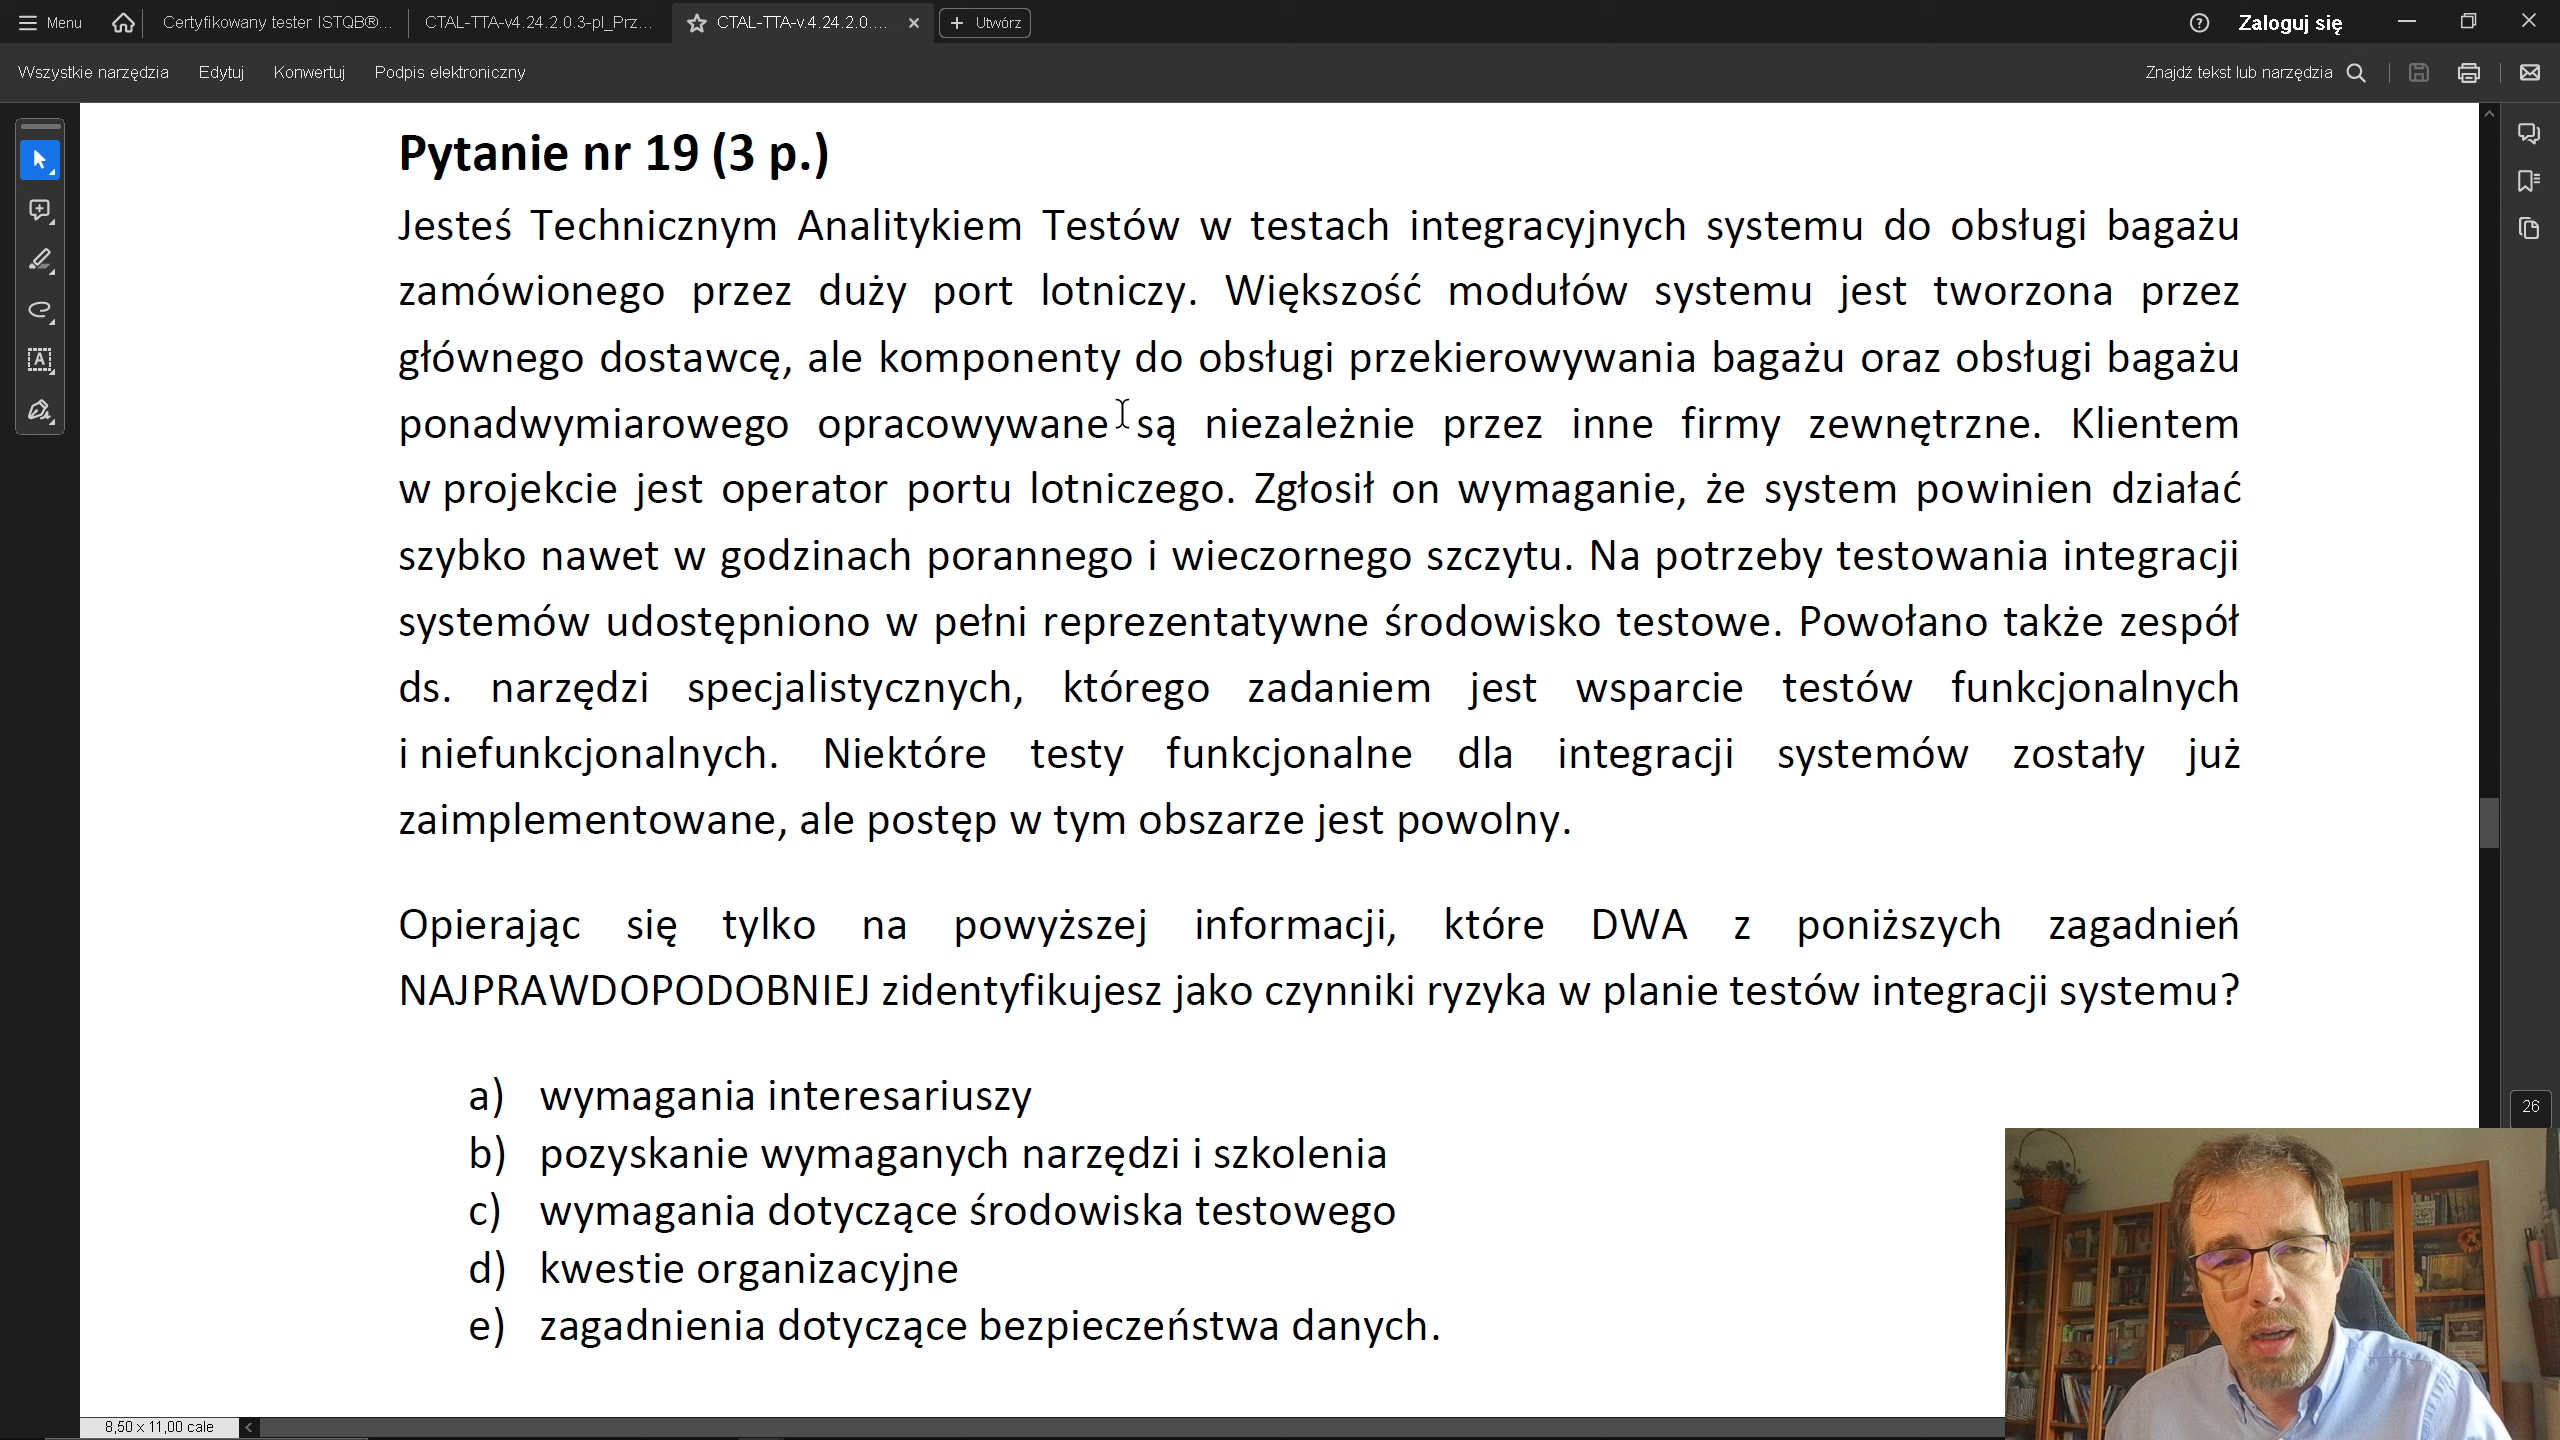 Menu
Certyfikowany tester ISTQB®...
CTAL-TTA-v4.24.2.0.3-pl_Prz...
CTAL-TTA-v.4.24.2.0....
Utwórz
Zaloguj się
Wszystkie narzędzia
Edytuj
Konwertuj
Podpis elektroniczny
Znajdź tekst lub narzędzia
Pytanie nr 19 (3 p.)
Jesteś Technicznym Analitykiem Testów w testach integracyjnych systemu do obsługi bagażu
zamówionego przez duży port lotniczy. Większość modułów systemu jest tworzona przez
głównego dostawcę, ale komponenty do obsługi przekierowywania bagażu oraz obsługi bagażu
ponadwymiarowego opracowywane są niezależnie przez inne firmy zewnętrzne. Klientem
w projekcie jest operator portu lotniczego. Zgłosił on wymaganie, że system powinien działać
szybko nawet w godzinach porannego i wieczornego szczytu. Na potrzeby testowania integracji
systemów udostępniono w pełni reprezentatywne środowisko testowe. Powołano także zespół
ds. narzędzi specjalistycznych, którego zadaniem jest wsparcie testów funkcjonalnych
i niefunkcjonalnych. Niektóre testy funkcjonalne dla integracji systemów zostały już
zaimplementowane, ale postęp w tym obszarze jest powolny.
Opierając się tylko na powyższej informacji, które DWA z poniższych zagadnień
NAJPRAWDOPODOBNIEJ zidentyfikujesz jako czynniki ryzyka w planie testów integracji systemu?
a) wymagania interesariuszy
b) pozyskanie wymaganych narzędzi i szkolenia
c) wymagania dotyczące środowiska testowego
d) kwestie organizacyjne
e) zagadnienia dotyczące bezpieczeństwa danych.
26
8,50 x 11,00 cale